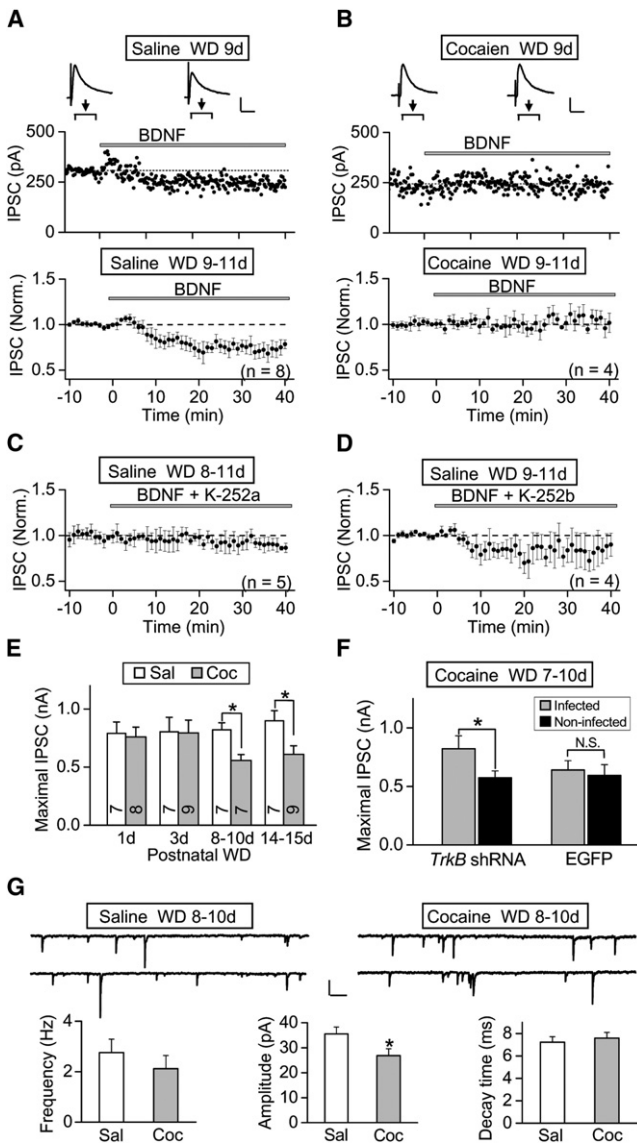 A
Saline WD 9d
BDNF
500
250
0
IPSC (pA)
Saline WD 9-11d
BDNF
1.5
1.0
0.5
IPSC (Norm.)
(n = 8)
-10 0 10 20 30 40
Time (min)
B
Cocaien WD 9d
BDNF
500
250
0
IPSC (pA)
Cocaine WD 9-11d
BDNF
1.5
1.0
0.5
IPSC (Norm.)
(n = 4)
-10 0 10 20 30 40
Time (min)
C
Saline WD 8-11d
BDNF + K-252a
1.5
1.0
0.5
IPSC (Norm.)
(n = 5)
-10 0 10 20 30 40
Time (min)
D
Saline WD 9-11d
BDNF + K-252b
1.5
1.0
0.5
IPSC (Norm.)
(n = 4)
-10 0 10 20 30 40
Time (min)
E
Sal Coc
Maximal IPSC (nA)
1.0
0.5
0.0
* *
7 8 7 9 7 7 7 9
1d 3d 8-10d 14-15d
Postnatal WD
F
Cocaine WD 7-10d
Infected
Non-infected
Maximal IPSC (nA)
1.0
0.5
0.0
*
N.S.
TrkB shRNA EGFP
G
Saline WD 8-10d
Cocaine WD 8-10d
Frequency (Hz)
4
2
0
Sal Coc
Amplitude (pA)
40
30
20
10
0
*
Sal Coc
Decay time (ms)
8
6
4
2
0
Sal Coc